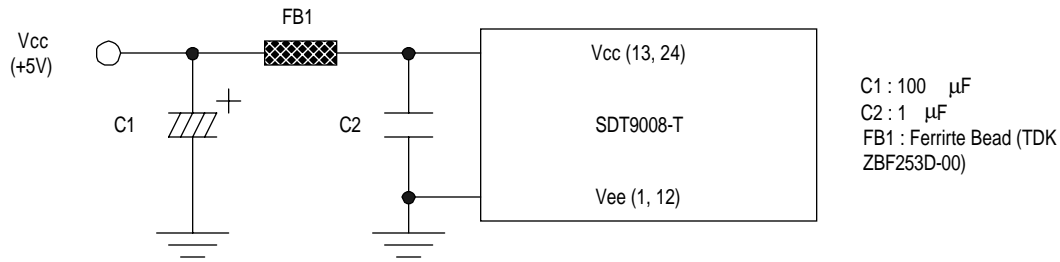 FB1
Vcc
(+5V)
C1
C2
Vcc (13, 24)
SDT9008-T
Vee (1, 12)
C1 : 100 μF
C2 : 1 μF
FB1 : Ferrirte Bead (TDK
ZBF253D-00)